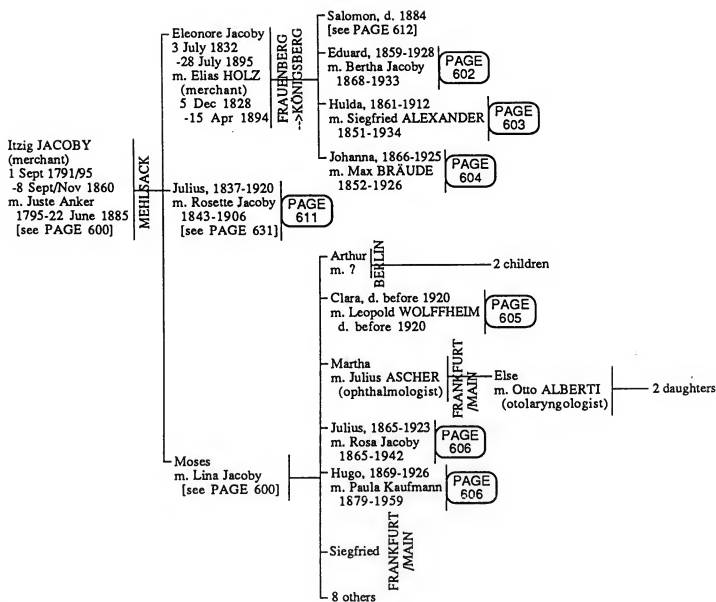 Itzig JACOBY
(merchant)
1 Sept 1791/95
-8 Sept/Nov 1860
m. Juste Anker
1795-22 June 1885
[see PAGE 600]
MEHLSACK
Eleonore Jacoby
3 July 1832
-28 July 1895
m. Elias HOLZ
(merchant)
5 Dec 1828
-15 Apr 1894
FRAUENBERG
-->KÖNIGSBERG
Salomon, d. 1884
[see PAGE 612]
Eduard, 1859-1928
m. Bertha Jacoby
1868-1933
PAGE
602
Hulda, 1861-1912
m. Siegfried ALEXANDER
1851-1934
PAGE
603
Johanna, 1866-1925
m. Max BRÄUDE
1852-1926
PAGE
604
Julius, 1837-1920
m. Rosette Jacoby
1843-1906
[see PAGE 631]
PAGE
611
Moses
m. Lina Jacoby
[see PAGE 600]
Arthur
m. ?
BERLIN
2 children
Clara, d. before 1920
m. Leopold WOLFFHEIM
d. before 1920
PAGE
605
Martha
m. Julius ASCHER
(ophthalmologist)
FRANKFURT
/MAIN
Else
m. Otto ALBERTI
(otolaryngologist)
2 daughters
Julius, 1865-1923
m. Rosa Jacoby
1865-1942
PAGE
606
Hugo, 1869-1926
m. Paula Kaufmann
1879-1959
PAGE
606
Siegfried
FRANKFURT
/MAIN
8 others